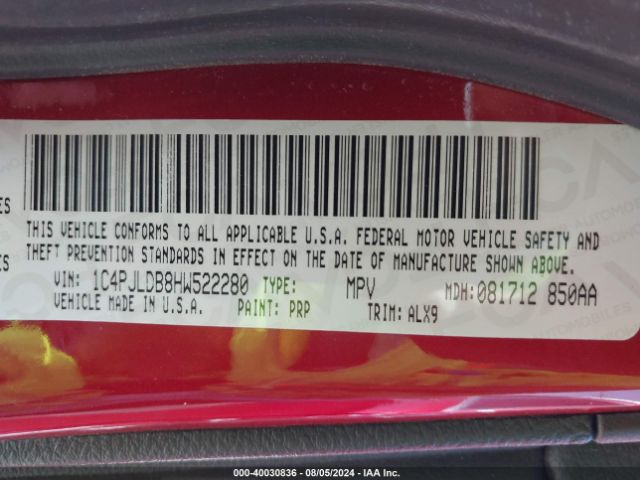 ES
THIS VEHICLE CONFORMS TO ALL APPLICABLE U.S.A. FEDERAL MOTOR VEHICLE SAFETY AND
THEFT PREVENTION STANDARDS IN EFFECT ON THE DATE OF MANUFACTURE SHOWN ABOVE.
ES
VIN: 1C4PJLDB8HW522280 TYPE: MPV MDH:081712 850AA
VEHICLE MADE IN U.S.A. PAINT: PRP TRIM: ALX9
000-40030836 - 08/05/2024 - IAA Inc.